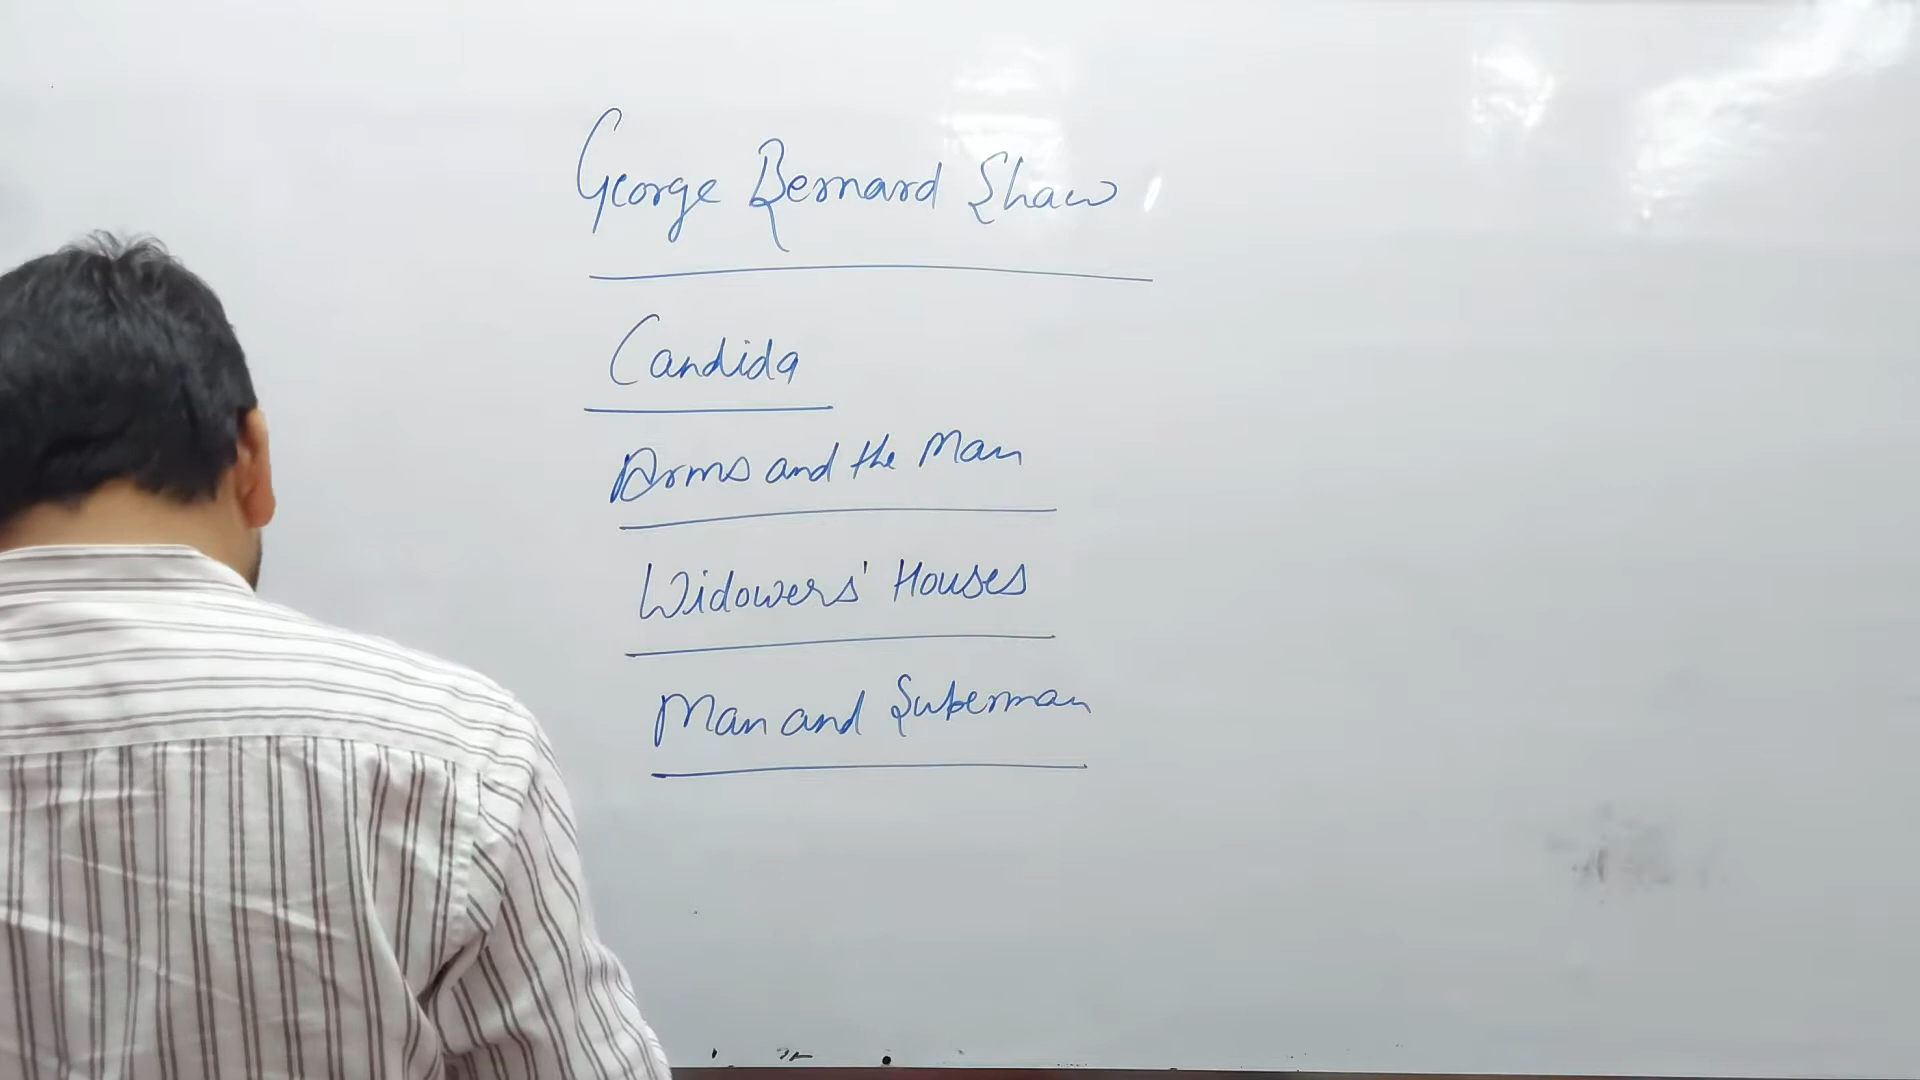 George Bernard Shaw
Candida
Arms and the Man
Widowers' Houses
Man and Superman